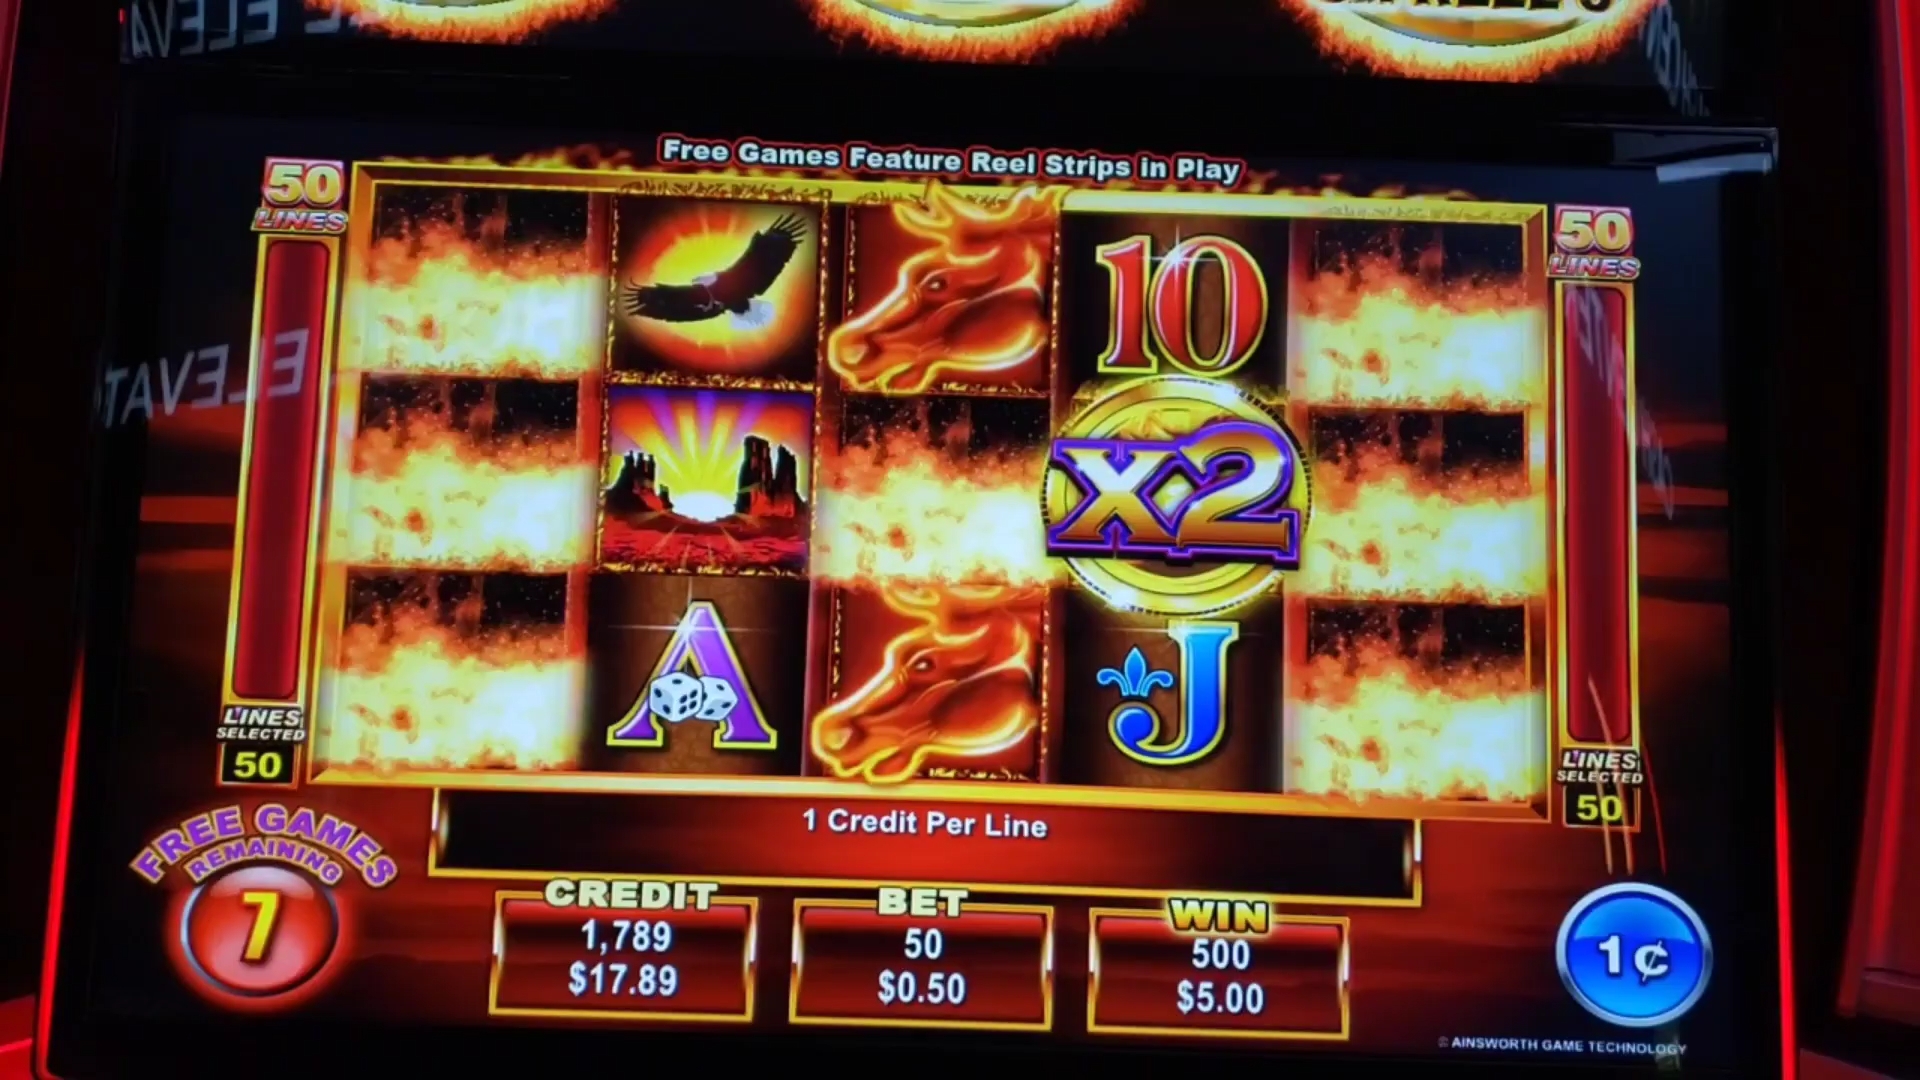 Free Games Feature Reel Strips in Play
50
LINES
50
LINES
10
X2
A
J
LINES
SELECTED
50
LINES
SELECTED
50
1 Credit Per Line
FREE GAMES
REMAINING
7
CREDIT
1,789
$17.89
BET
50
$0.50
WIN
500
$5.00
1¢
© AINSWORTH GAME TECHNOLOGY